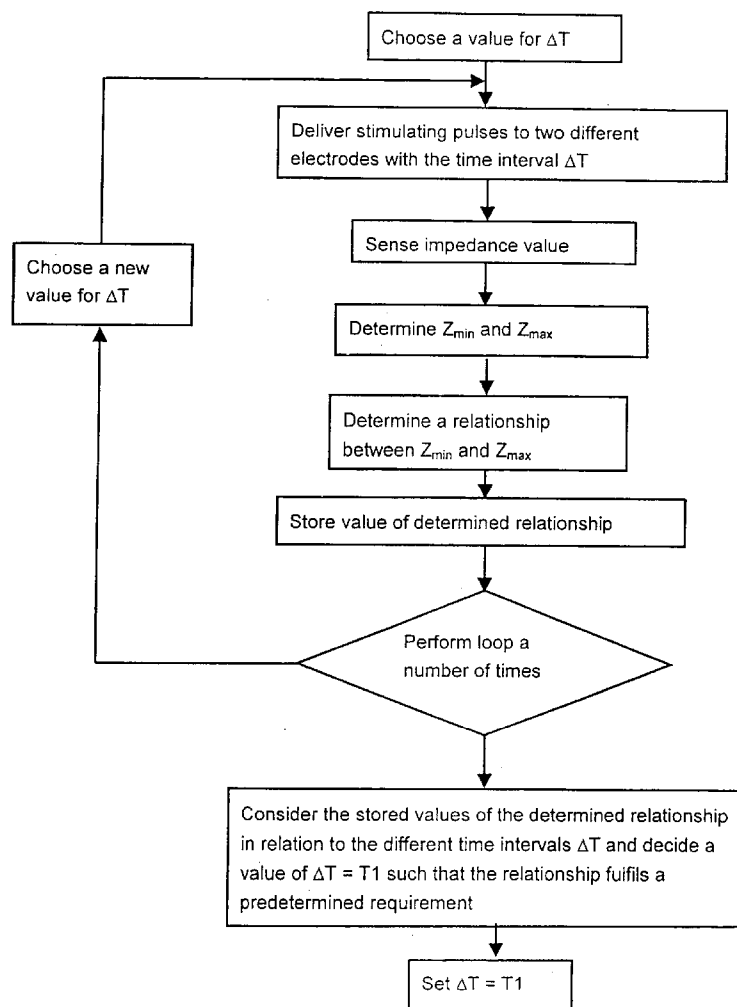 Choose a value for ΔT
Deliver stimulating pulses to two different
electrodes with the time interval ΔT
Sense impedance value
Choose a new
value for ΔT
Determine Zmin and Zmax
Determine a relationship
between Zmin and Zmax
Store value of determined relationship
Perform loop a
number of times
Consider the stored values of the determined relationship
in relation to the different time intervals ΔT and decide a
value of ΔT = T1 such that the relationship fulfils a
predetermined requirement
Set ΔT = T1